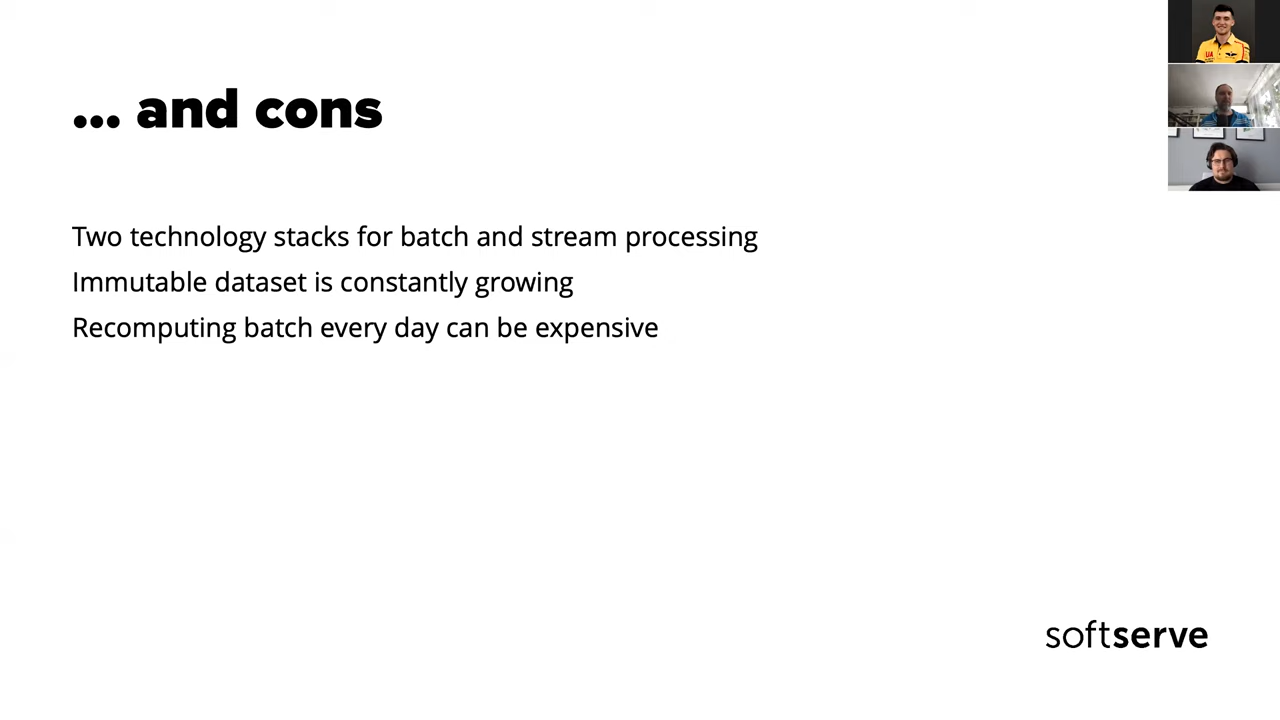 ... and cons
Two technology stacks for batch and stream processing
Immutable dataset is constantly growing
Recomputing batch every day can be expensive
softserve
UA